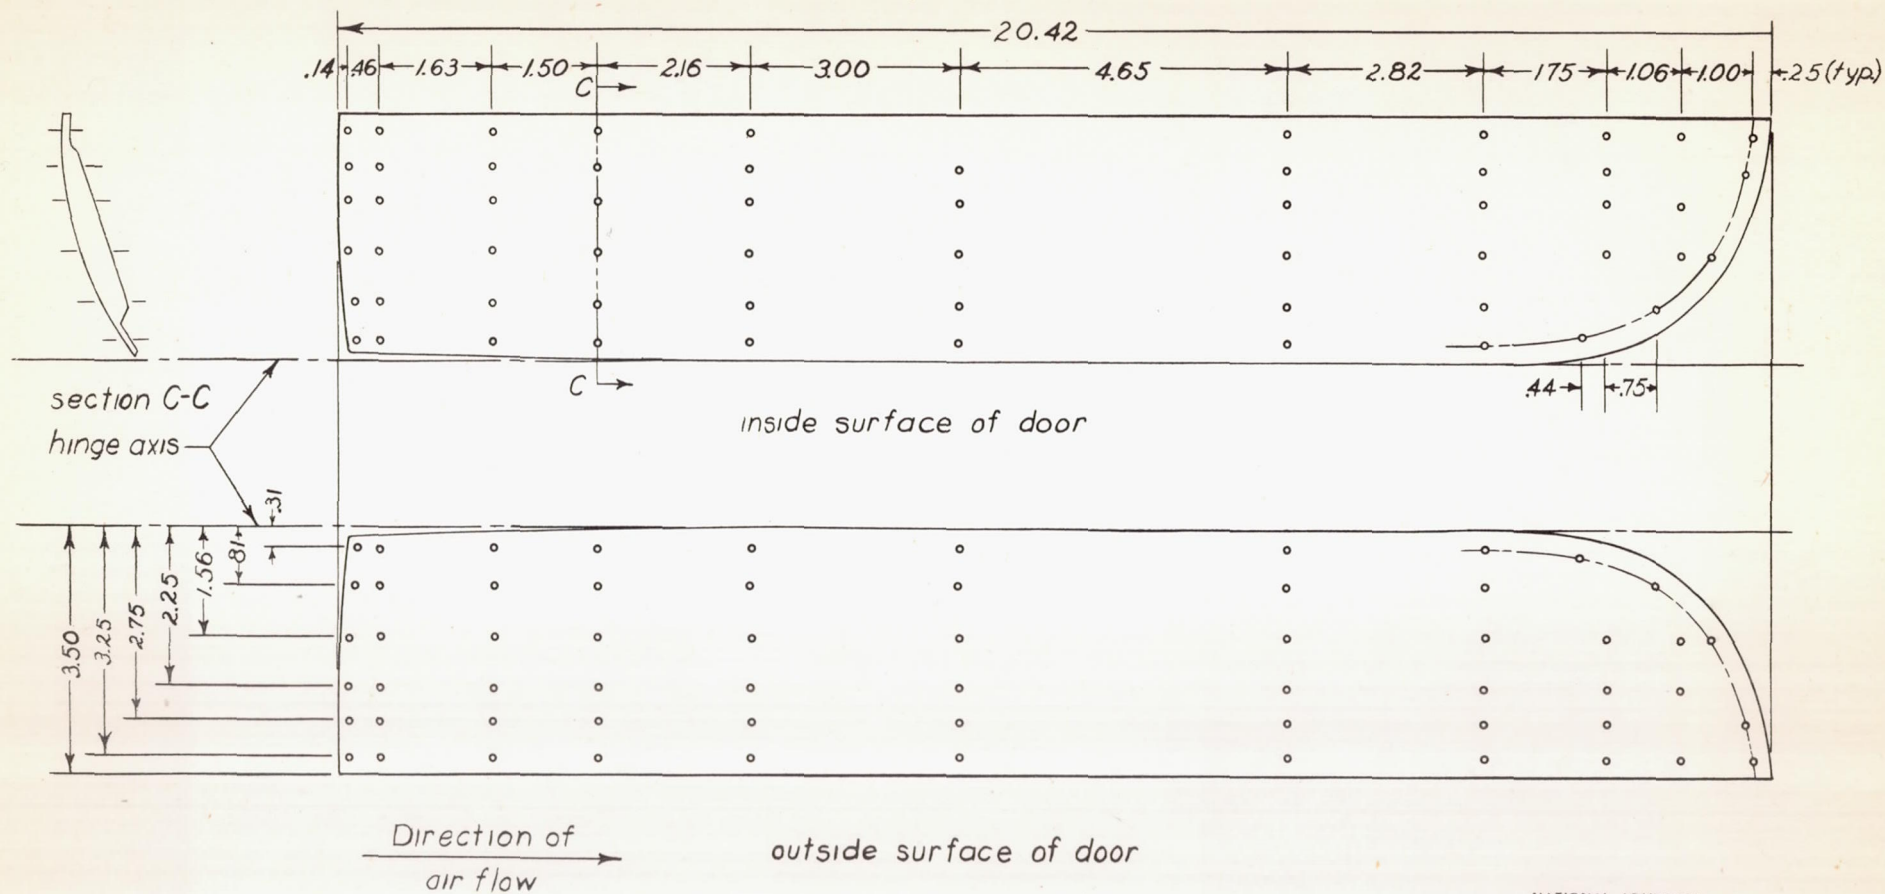 20.42
.14 .46 1.63 1.50 2.16 3.00 4.65 2.82 1.75 1.06 1.00 .25 (typ.)
C
C
.44 .75
section C-C
hinge axis
inside surface of door
.31
.81
1.56
2.25
2.75
3.25
3.50
Direction of
air flow
outside surface of door